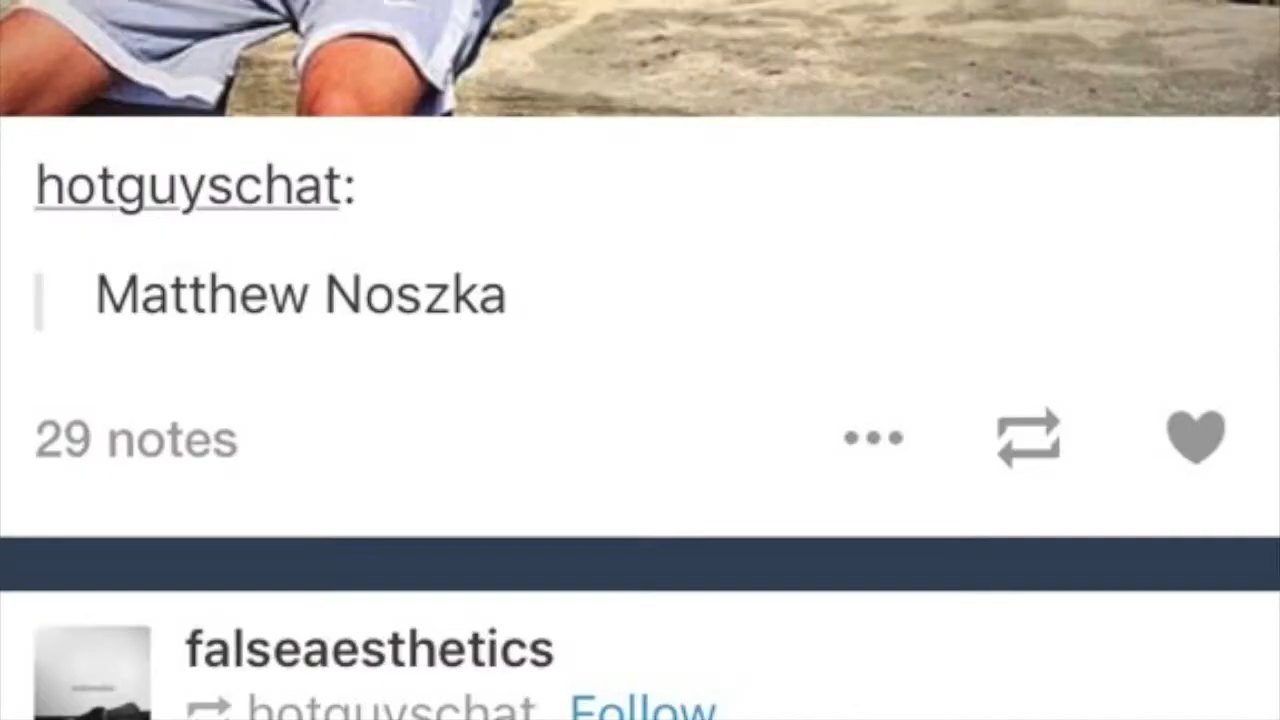 hotguyschat:
Matthew Noszka
29 notes
falseaesthetics
hotguyschat Follow